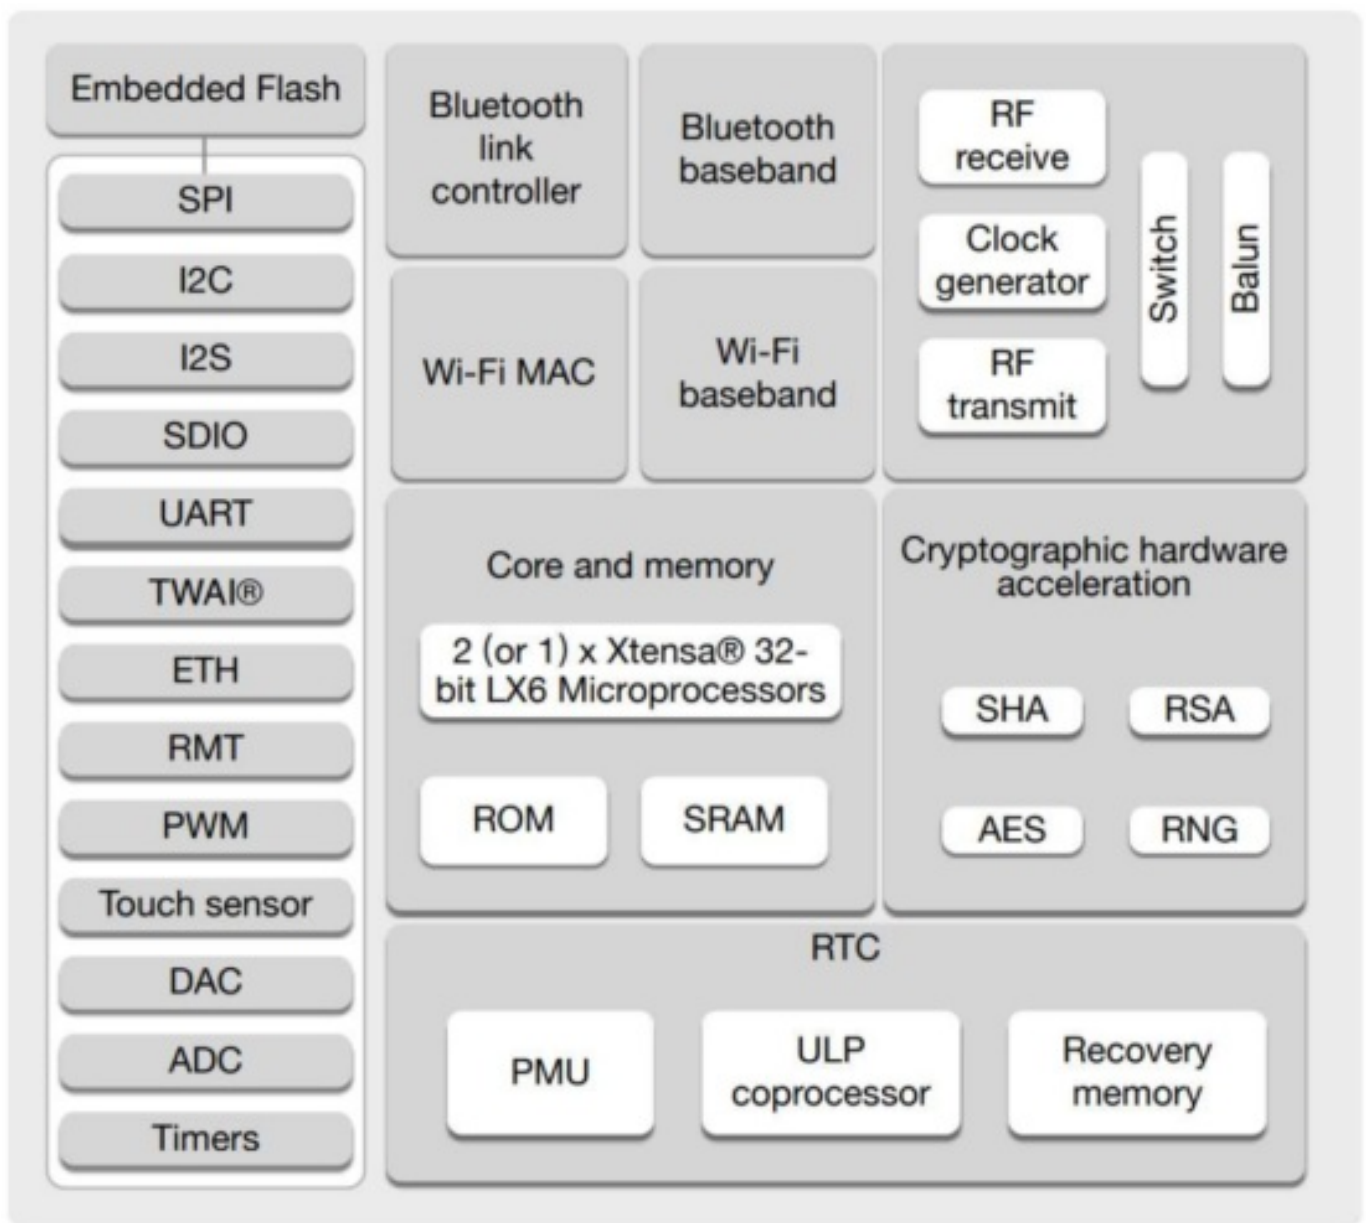 Embedded Flash
SPI
I2C
I2S
SDIO
UART
TWAI®
ETH
RMT
PWM
Touch sensor
DAC
ADC
Timers
Bluetooth
link
controller
Bluetooth
baseband
RF
receive
Clock
generator
RF
transmit
Switch
Balun
Wi-Fi MAC
Wi-Fi
baseband
Core and memory
2 (or 1) x Xtensa® 32-
bit LX6 Microprocessors
ROM
SRAM
Cryptographic hardware
acceleration
SHA
RSA
AES
RNG
RTC
PMU
ULP
coprocessor
Recovery
memory